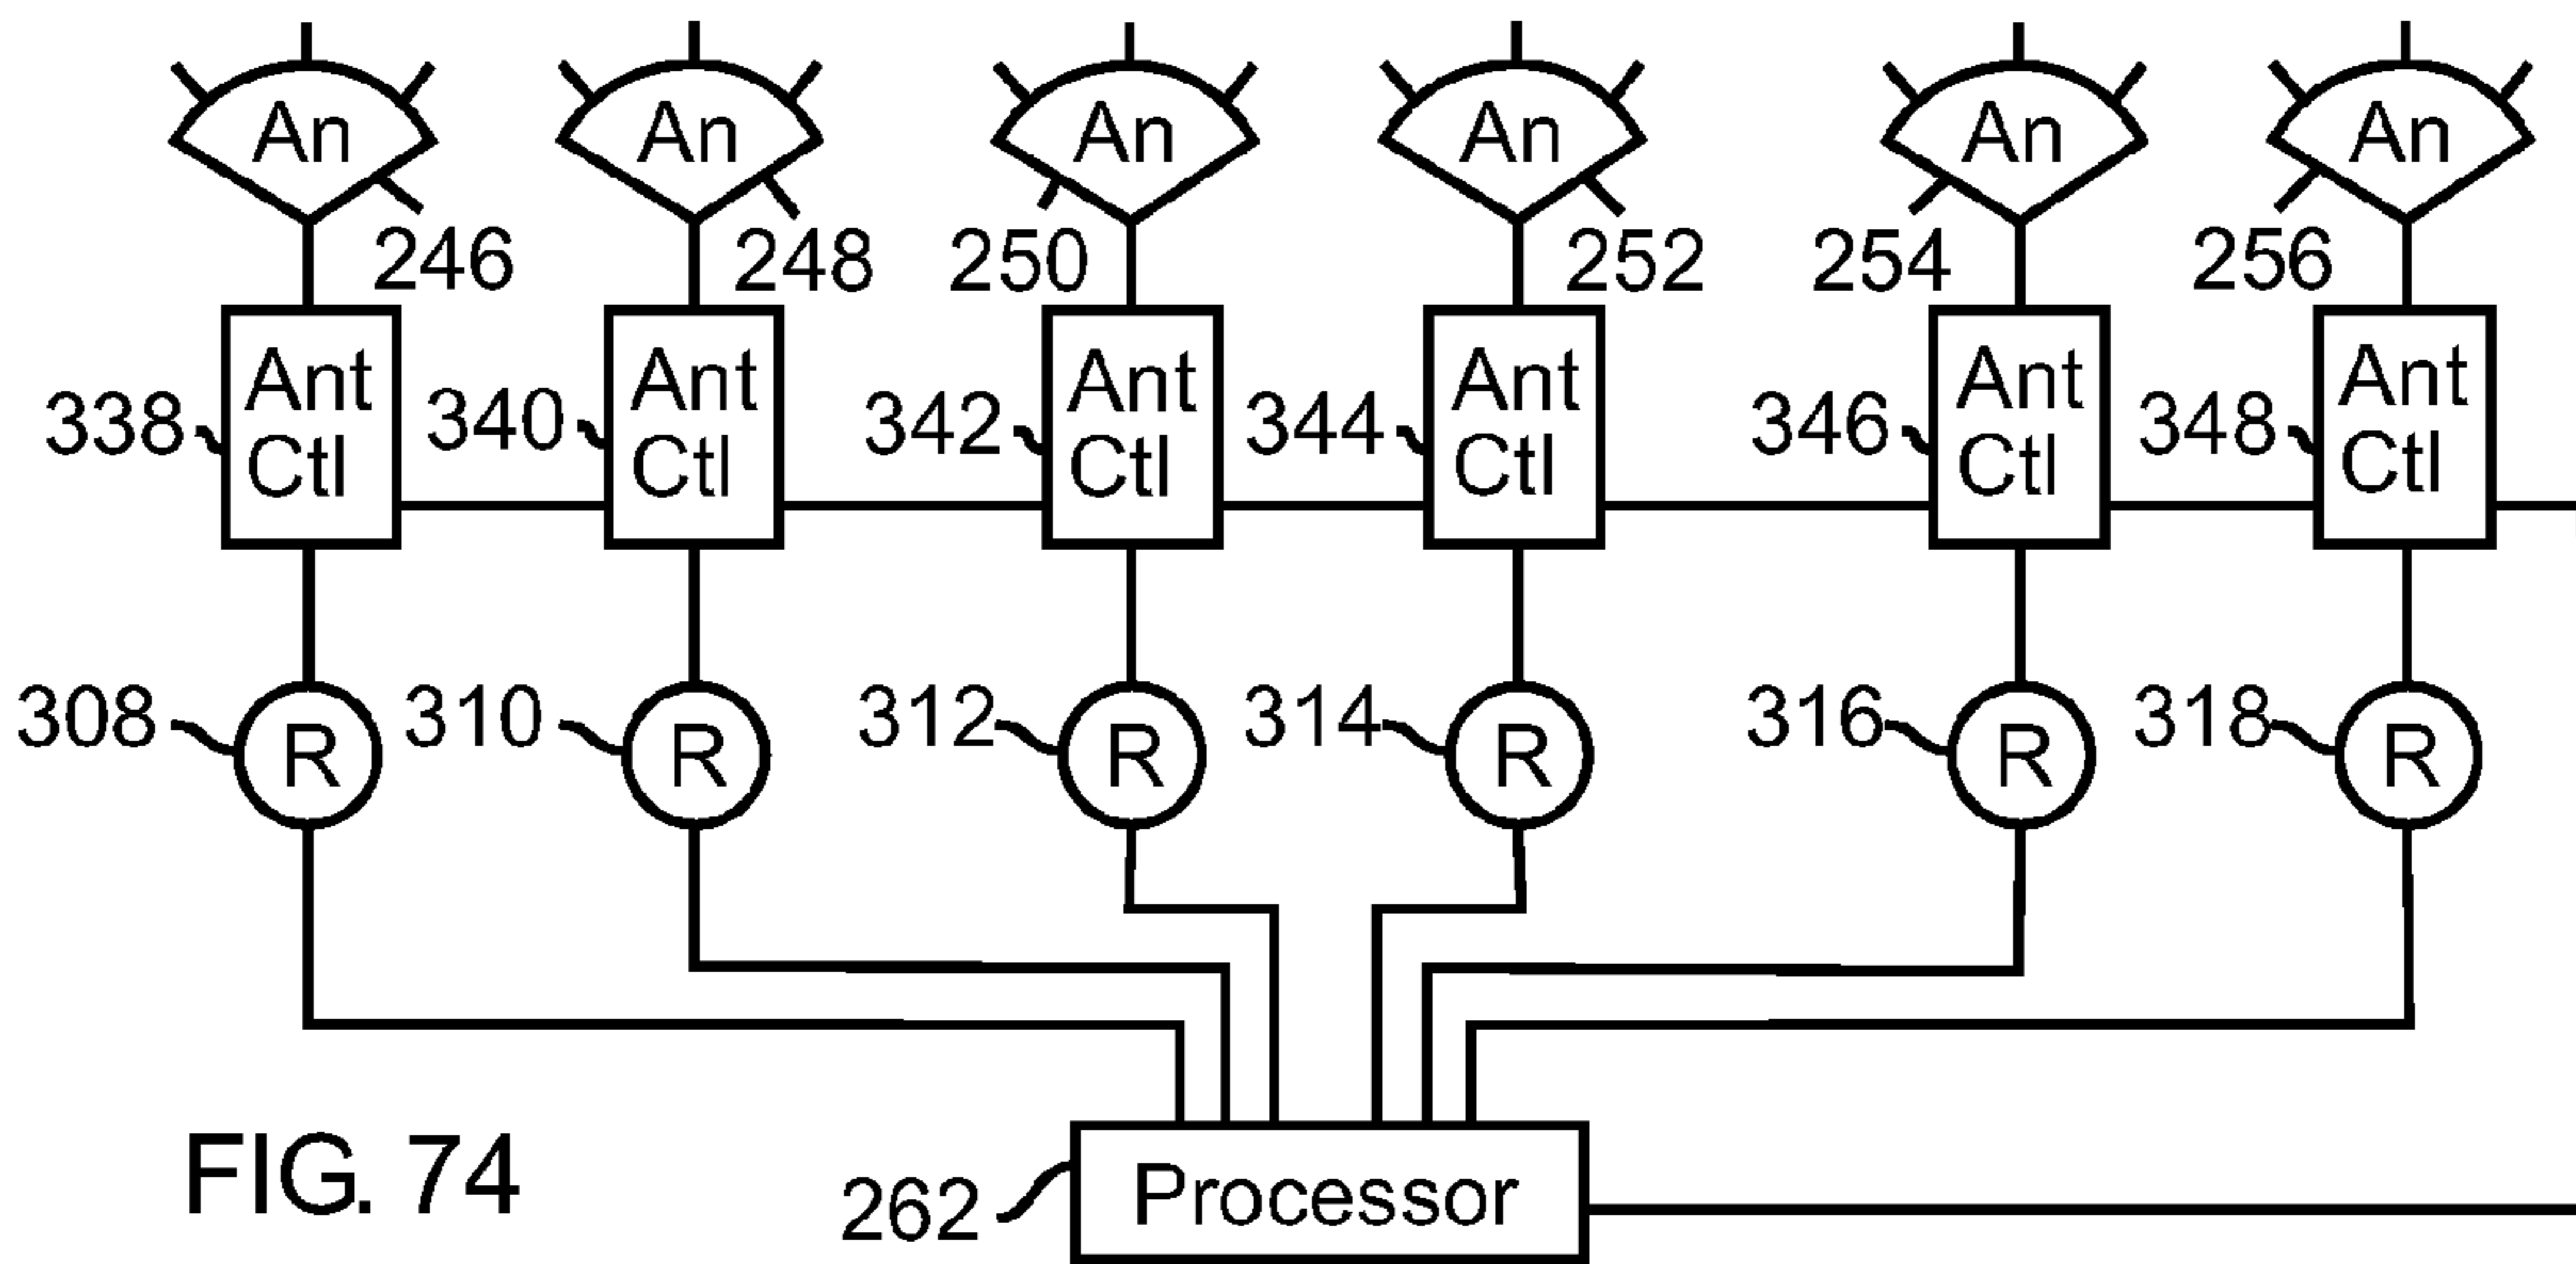 An An An An An An
246 248 250 252 254 256
Ant Ant Ant Ant Ant Ant
338 340 342 344 346 348
Ctl Ctl Ctl Ctl Ctl Ctl
308 310 312 314 316 318
R R R R R R
FIG. 74
262 Processor